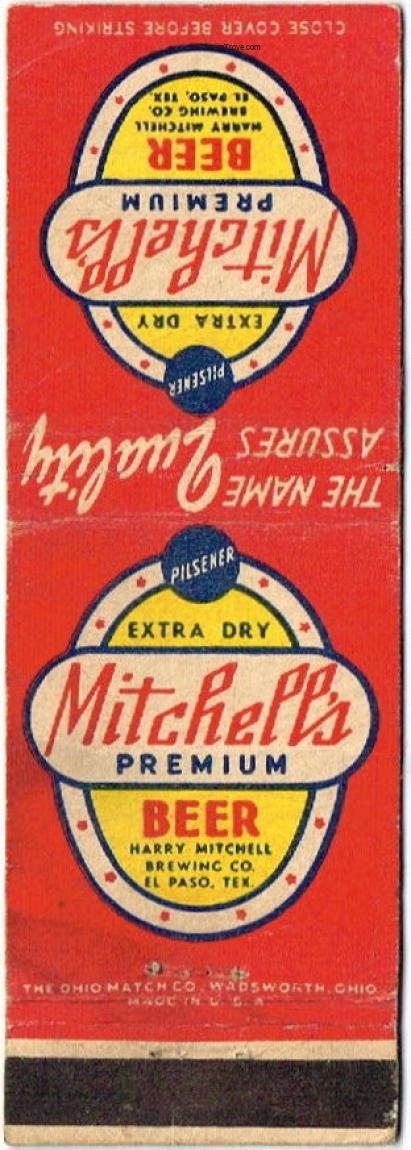 CLOSE COVER BEFORE STRIKING
Trove.com
HARRY MITCHELL
BREWING CO.
EL PASO, TEX.
BEER
PREMIUM
Mitchell's
EXTRA DRY
PILSENER
THE NAME
ASSURES Quality
PILSENER
EXTRA DRY
Mitchell's
PREMIUM
BEER
HARRY MITCHELL
BREWING CO.
EL PASO, TEX.
THE OHIO MATCH CO., WADSWORTH, OHIO
MADE IN U.S.A